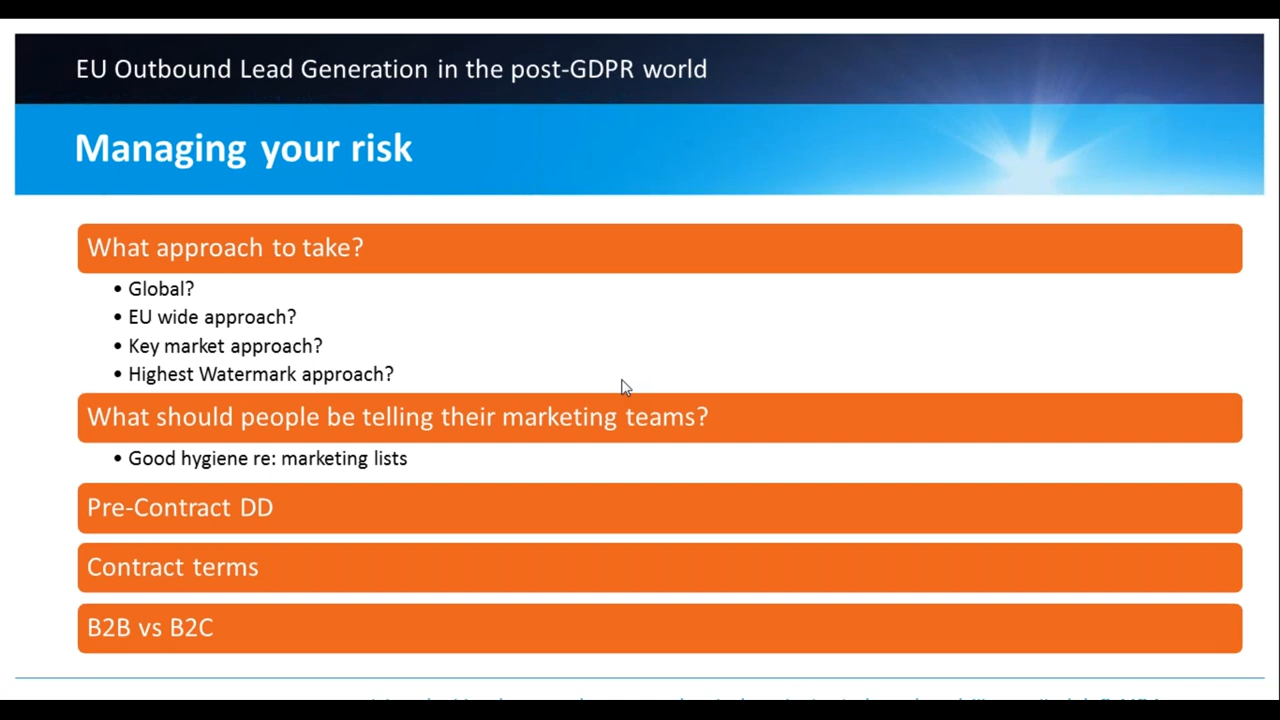 EU Outbound Lead Generation in the post-GDPR world
Managing your risk
What approach to take?
• Global?
• EU wide approach?
• Key market approach?
• Highest Watermark approach?
What should people be telling their marketing teams?
• Good hygiene re: marketing lists
Pre-Contract DD
Contract terms
B2B vs B2C